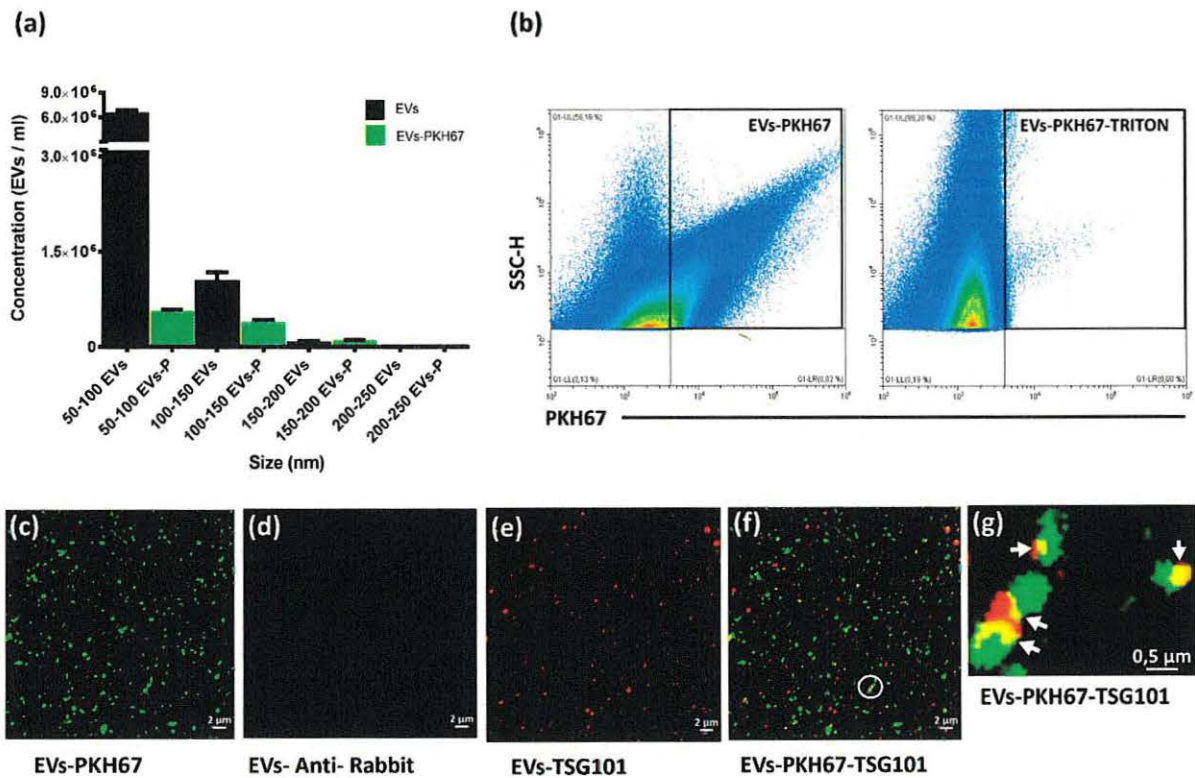 (a)
Concentration (EVs / ml)
9.0×10⁶
6.0×10⁶
3.0×10⁶
1.5×10⁶
0
EVs
EVs-PKH67
50-100 EVs
50-100 EVs-P
100-150 EVs
100-150 EVs-P
150-200 EVs
150-200 EVs-P
200-250 EVs
200-250 EVs-P
Size (nm)
(b)
SSC-H
EVs-PKH67
EVs-PKH67-TRITON
PKH67
(c)
2 µm
EVs-PKH67
(d)
2 µm
EVs- Anti- Rabbit
(e)
2 µm
EVs-TSG101
(f)
2 µm
EVs-PKH67-TSG101
(g)
0,5 µm
EVs-PKH67-TSG101